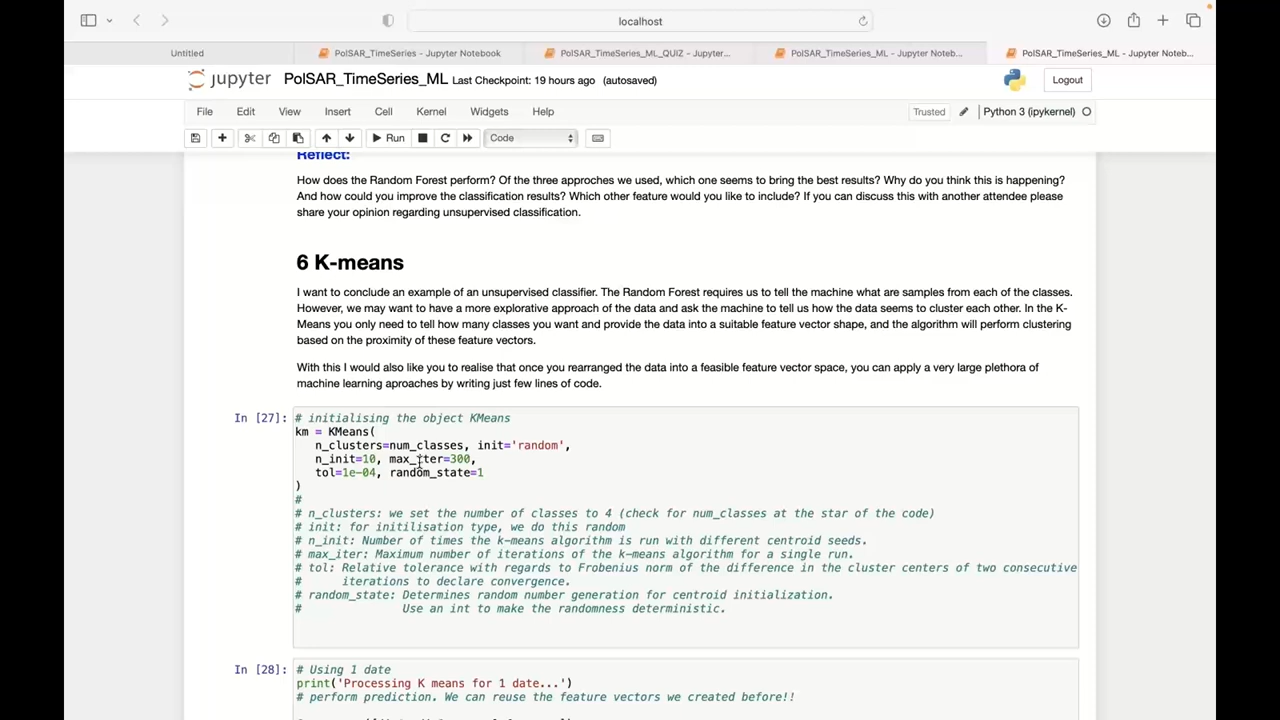 localhost
Untitled
PolSAR_TimeSeries - Jupyter Notebook
PolSAR_TimeSeries_ML_QUIZ - Jupyter...
PolSAR_TimeSeries_ML - Jupyter Noteb...
PolSAR_TimeSeries_ML - Jupyter Noteb...
jupyter PolSAR_TimeSeries_ML Last Checkpoint: 19 hours ago (autosaved)
Logout
File Edit View Insert Cell Kernel Widgets Help
Trusted Python 3 (ipykernel)
Run Code
Reflect:
How does the Random Forest perform? Of the three approches we used, which one seems to bring the best results? Why do you think this is happening?
And how could you improve the classification results? Which other feature would you like to include? If you can discuss this with another attendee please
share your opinion regarding unsupervised classification.
6 K-means
I want to conclude an example of an unsupervised classifier. The Random Forest requires us to tell the machine what are samples from each of the classes.
However, we may want to have a more explorative approach of the data and ask the machine to tell us how the data seems to cluster each other. In the K-
Means you only need to tell how many classes you want and provide the data into a suitable feature vector shape, and the algorithm will perform clustering
based on the proximity of these feature vectors.
With this I would also like you to realise that once you rearranged the data into a feasible feature vector space, you can apply a very large plethora of
machine learning aproaches by writing just few lines of code.
In [27]: # initialising the object KMeans
km = KMeans(
n_clusters=num_classes, init='random',
n_init=10, max_iter=300,
tol=1e-04, random_state=1
)
#
# n_clusters: we set the number of classes to 4 (check for num_classes at the star of the code)
# init: for initilisation type, we do this random
# n_init: Number of times the k-means algorithm is run with different centroid seeds.
# max_iter: Maximum number of iterations of the k-means algorithm for a single run.
# tol: Relative tolerance with regards to Frobenius norm of the difference in the cluster centers of two consecutive
# iterations to declare convergence.
# random_state: Determines random number generation for centroid initialization.
# Use an int to make the randomness deterministic.
In [28]: # Using 1 date
print('Processing K means for 1 date...')
# perform prediction. We can reuse the feature vectors we created before!!